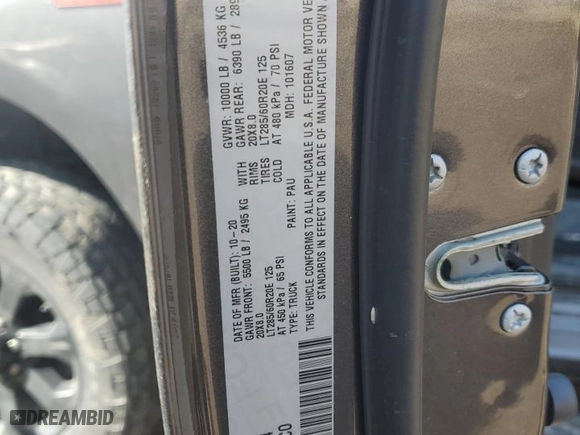 GVWR: 10000 LB / 4536 KG
DATE OF MFR (BUILT): 10-20
GAWR FRONT: 5500 LB / 2495 KG WITH
20X8.0 RIMS
LT285/60R20E 125 TIRES
AT 450 kPa / 65 PSI COLD
GAWR REAR: 6390 LB / 289
20X8.0
LT285/60R20E 125
AT 480 kPa / 70 PSI
TYPE: TRUCK PAINT: PAU MDH: 101607
THIS VEHICLE CONFORMS TO ALL APPLICABLE U.S.A. FEDERAL MOTOR VE
STANDARDS IN EFFECT ON THE DATE OF MANUFACTURE SHOWN A
CO
DREAMBID